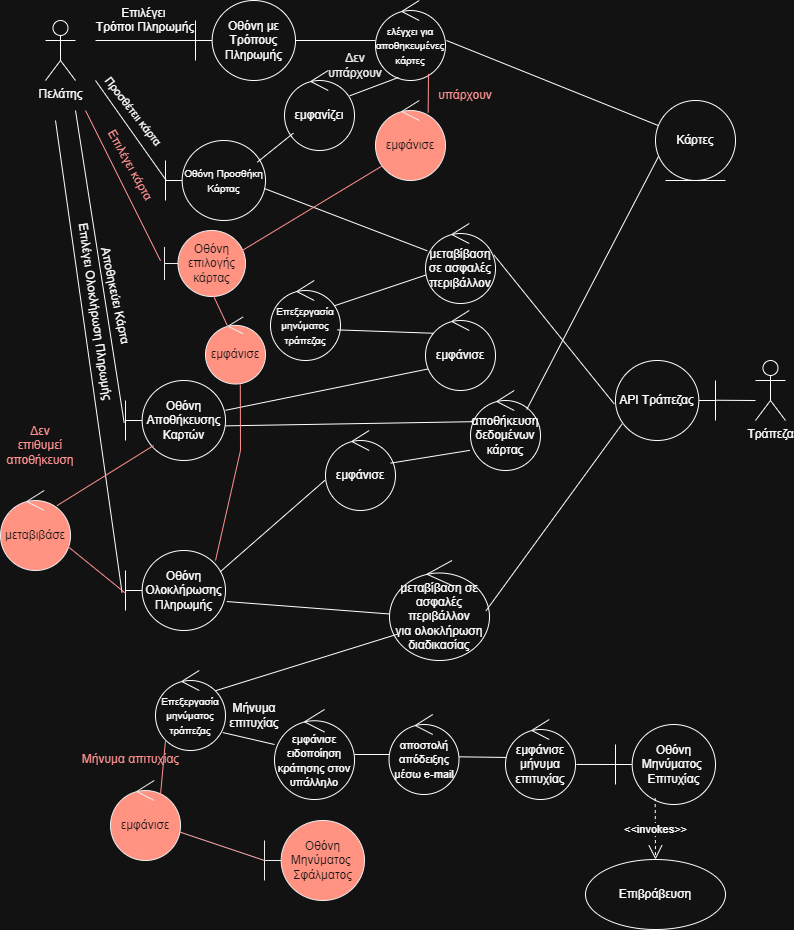 Επιλέγει
Τρόποι Πληρωμής
Οθόνη με
Τρόπους
Πληρωμής
ελέγχει για
αποθηκευμένες
κάρτες
Δεν
υπάρχουν
υπάρχουν
Πελάτης
Προσθέτει κάρτα
εμφανίζει
εμφάνισε
Κάρτες
Επιλέγει κάρτα
Οθόνη Προσθήκη
Κάρτας
Οθόνη
επιλογής
κάρτας
μεταβίβαση
σε ασφαλές
περιβάλλον
Αποθηκεύει Κάρτα
Επιλέγει Ολοκλήρωση Πληρωμής
Επεξεργασία
μηνύματος
τράπεζας
εμφάνισε
εμφάνισε
Οθόνη
Αποθήκευσης
Καρτών
API Τράπεζας
Τράπεζα
αποθήκευση
δεδομένων
κάρτας
Δεν
επιθυμεί
αποθήκευση
εμφάνισε
μεταβιβάσε
Οθόνη
Ολοκλήρωσης
Πληρωμής
μεταβίβαση σε
ασφαλές
περιβάλλον
για ολοκλήρωση
διαδικασίας
Επεξεργασία
μηνύματος
τράπεζας
Μήνυμα
επιτυχίας
Μήνυμα απιτυχίας
εμφάνισε
ειδοποίηση
κράτησης στον
υπάλληλο
αποστολή
απόδειξης
μέσω e-mail
εμφάνισε
μήνυμα
επιτυχίας
Οθόνη
Μηνύματος
Επιτυχίας
<<invokes>>
εμφάνισε
Οθόνη
Μηνύματος
Σφάλματος
Επιβράβευση